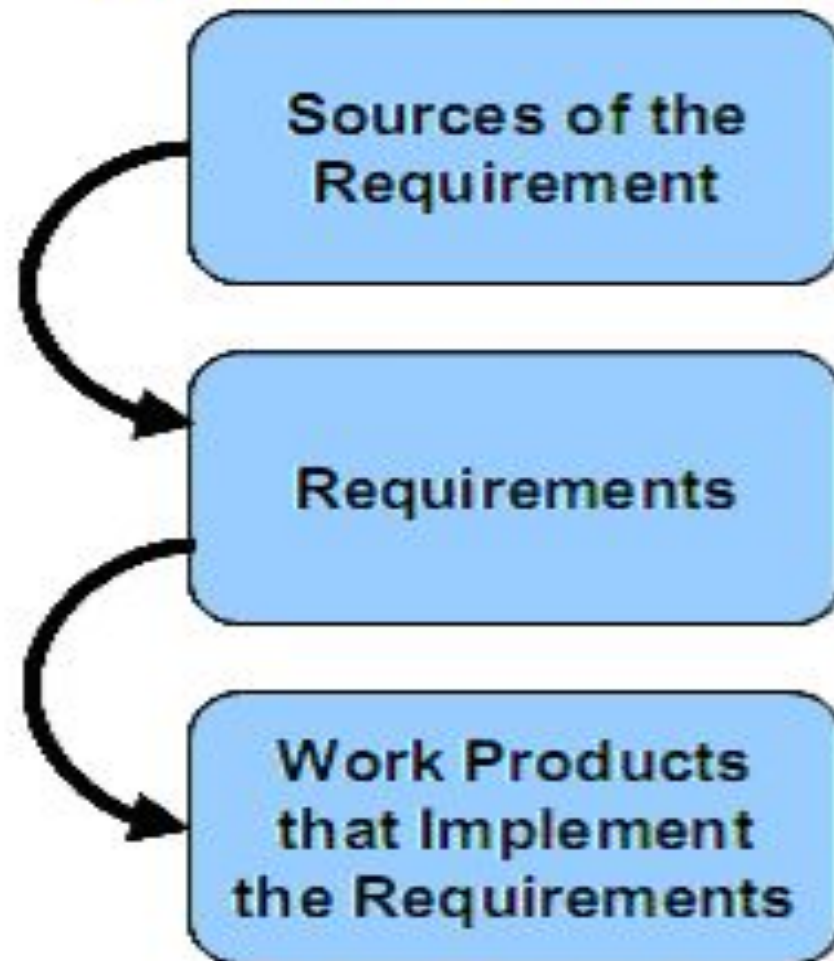 Sources of the
Requirement
Requirements
Work Products
that Implement
the Requirements